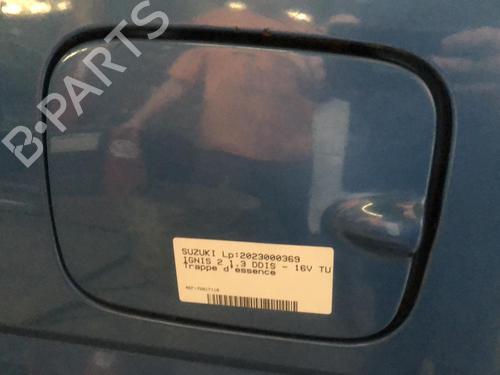 B-PARTS
SUZUKI Lp:2023000369
IGNIS 2 1.3 DDIS - 16V TU
Trappe d'essence